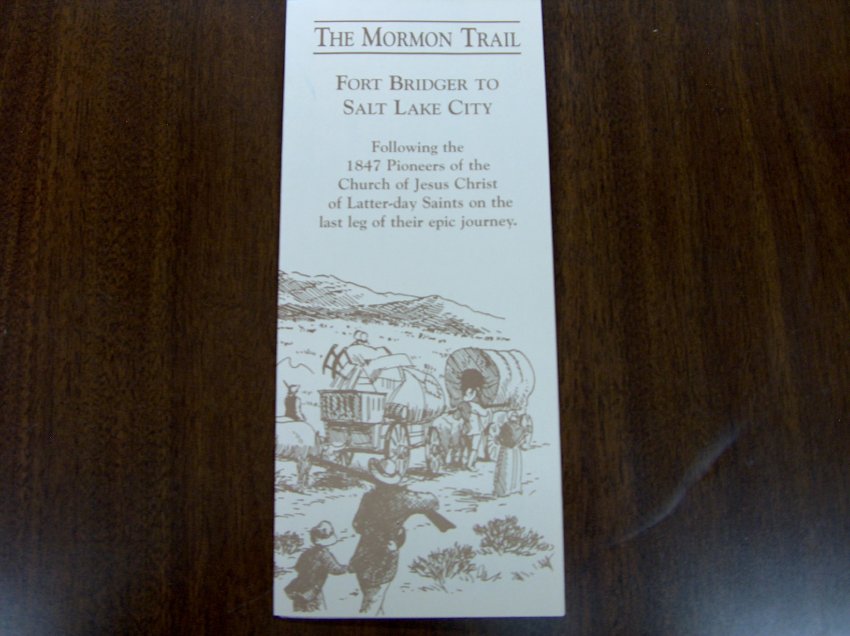 THE MORMON TRAIL
FORT BRIDGER TO
SALT LAKE CITY
Following the
1847 Pioneers of the
Church of Jesus Christ
of Latter-day Saints on the
last leg of their epic journey.